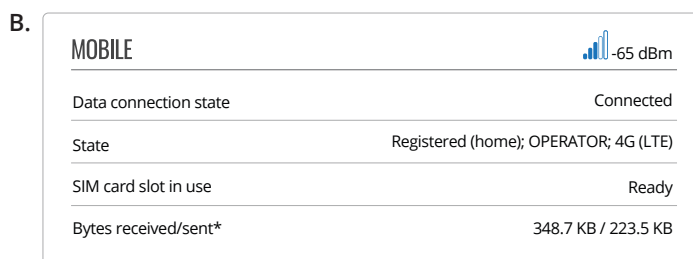 B.
MOBILE -65 dBm
Data connection state Connected
State Registered (home); OPERATOR; 4G (LTE)
SIM card slot in use Ready
Bytes received/sent* 348.7 KB / 223.5 KB